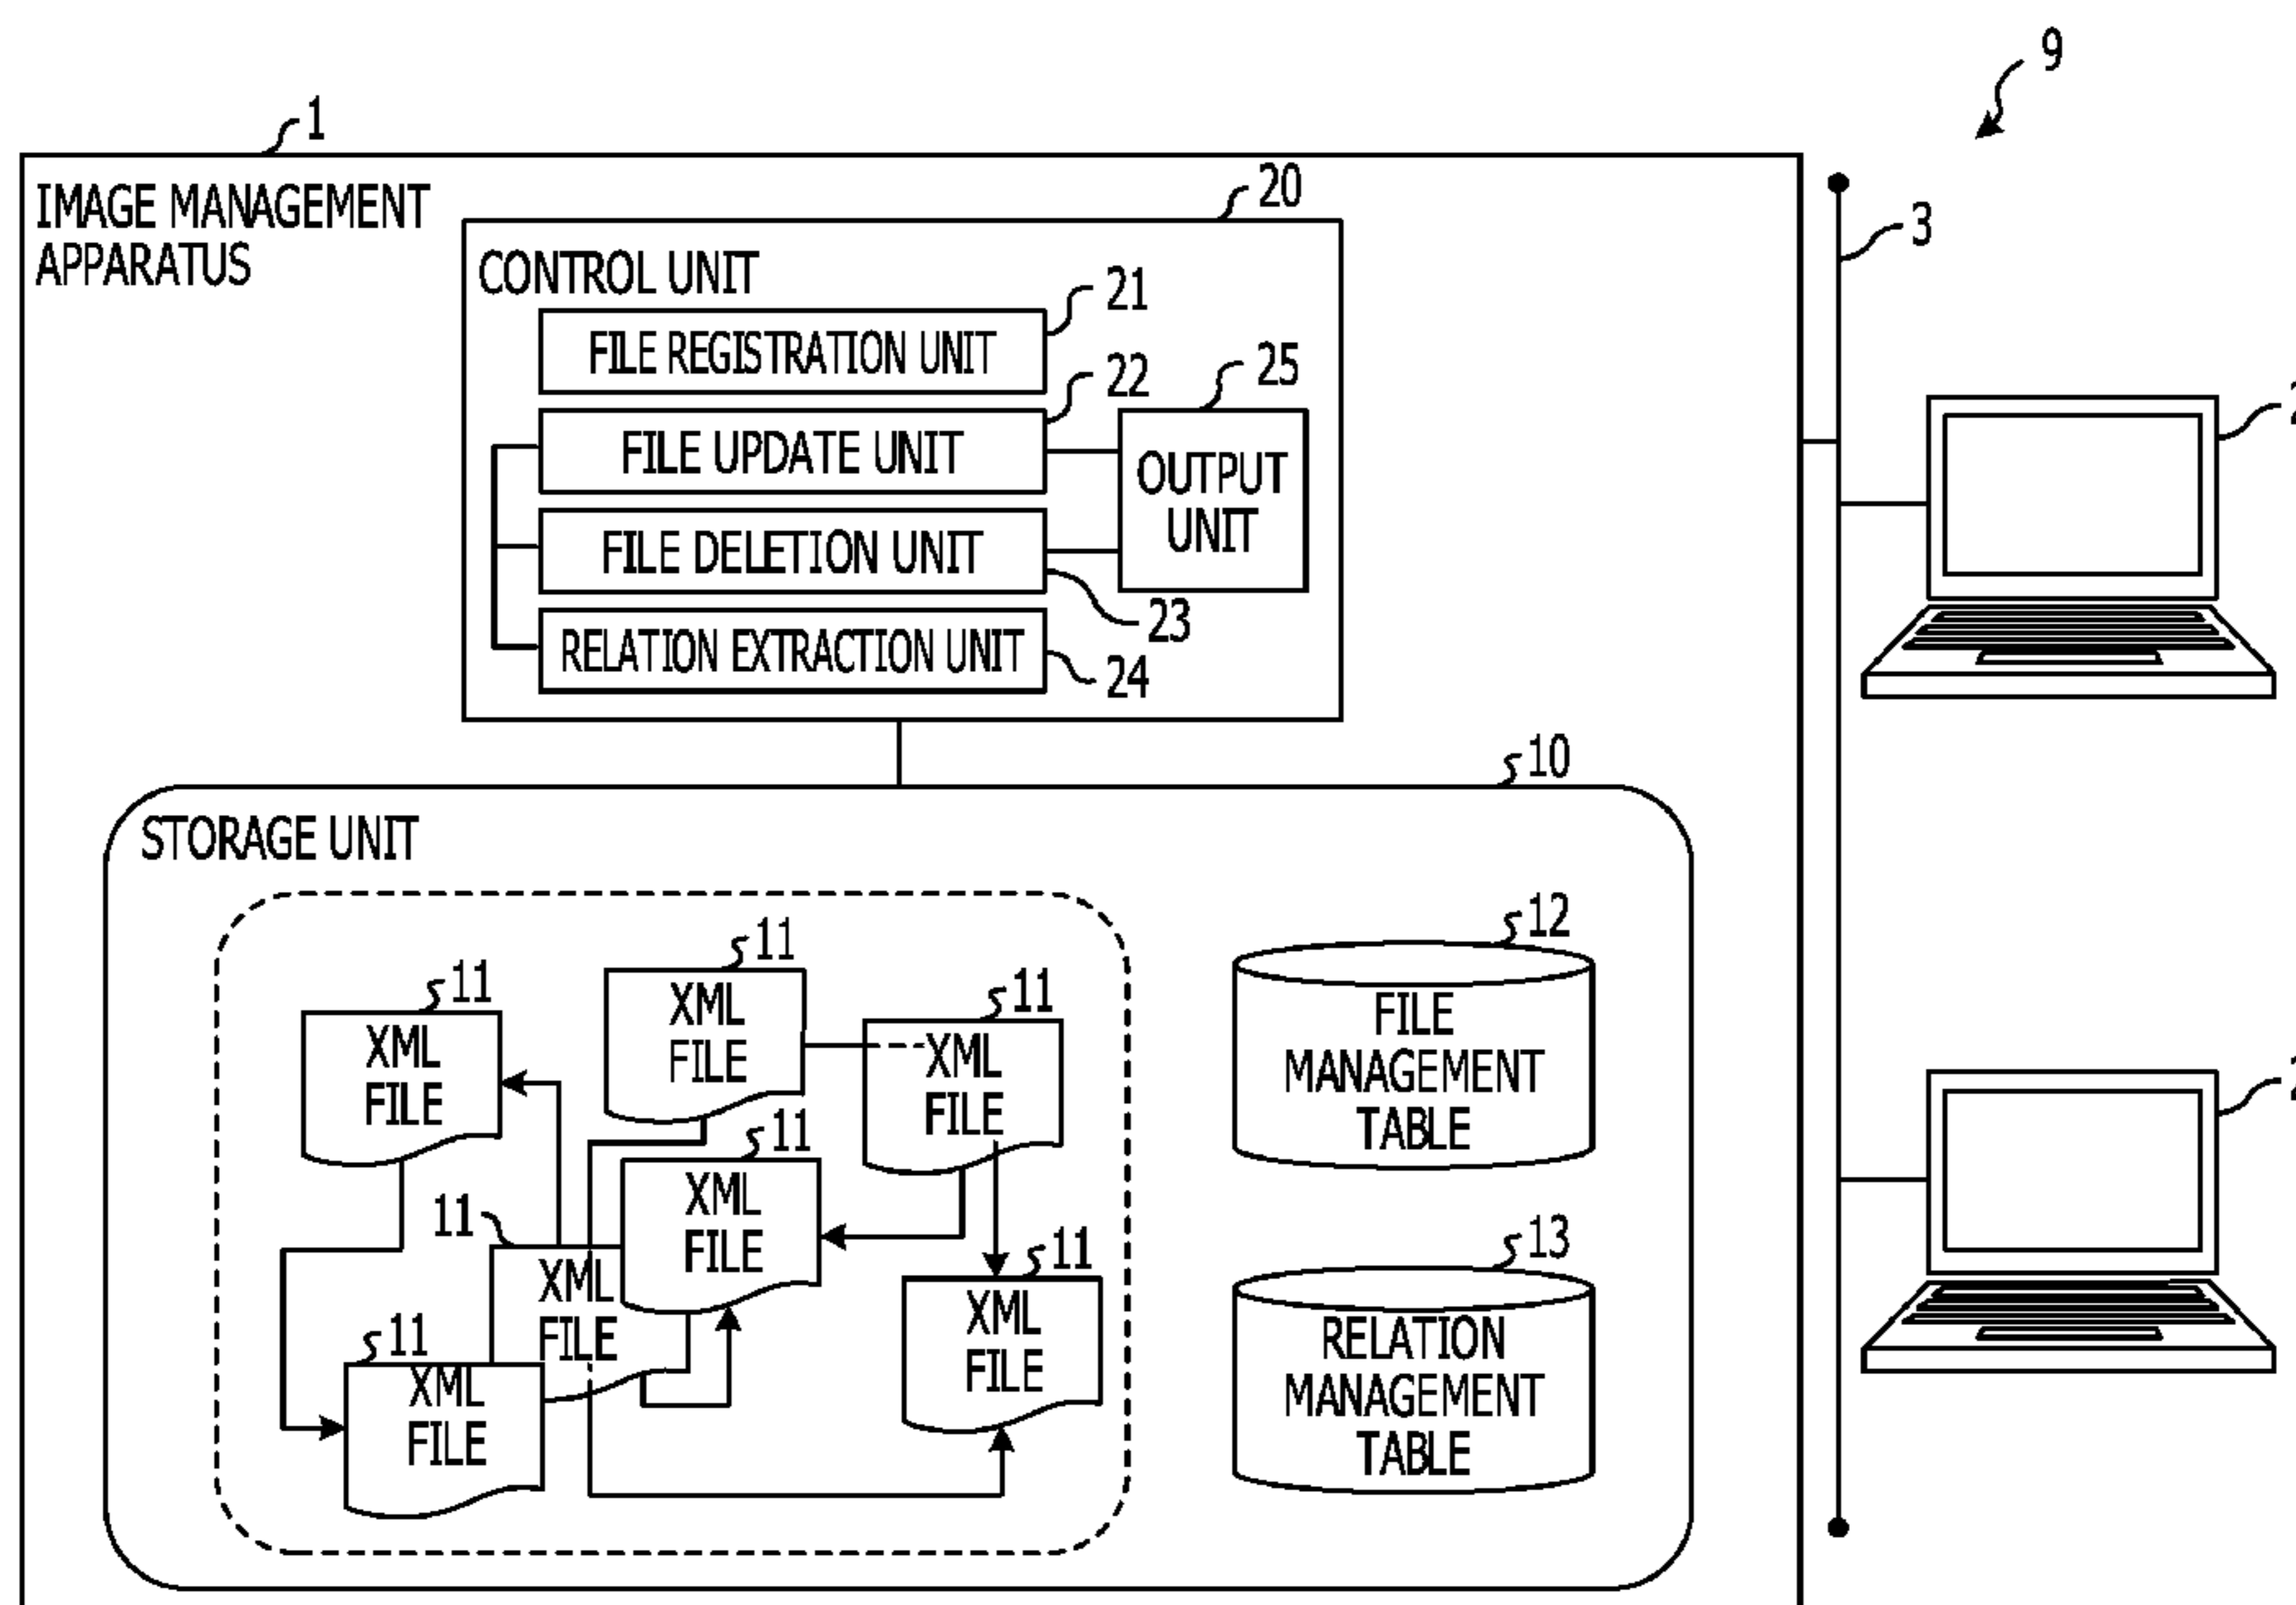 9
1
IMAGE MANAGEMENT
APPARATUS
20
3
CONTROL UNIT
21
FILE REGISTRATION UNIT
22
25
FILE UPDATE UNIT
OUTPUT
UNIT
FILE DELETION UNIT
23
RELATION EXTRACTION UNIT
24
10
STORAGE UNIT
11
XML
FILE
11
XML
FILE
11
XML
FILE
11
XML
FILE
11
XML
FILE
11
XML
FILE
11
XML
FILE
12
FILE
MANAGEMENT
TABLE
13
RELATION
MANAGEMENT
TABLE